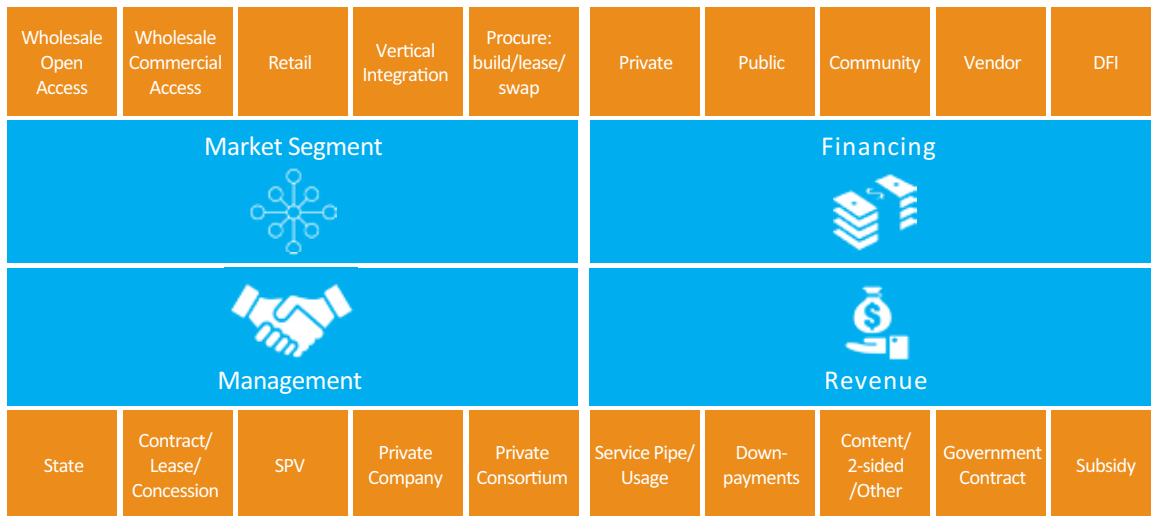 Wholesale
Open
Access
Wholesale
Commercial
Access
Retail
Vertical
Integration
Procure:
build/lease/
swap
Private
Public
Community
Vendor
DFI
Market Segment
Financing
Management
Revenue
State
Contract/
Lease/
Concession
SPV
Private
Company
Private
Consortium
Service Pipe/
Usage
Down-
payments
Content/
2-sided
/Other
Government
Contract
Subsidy